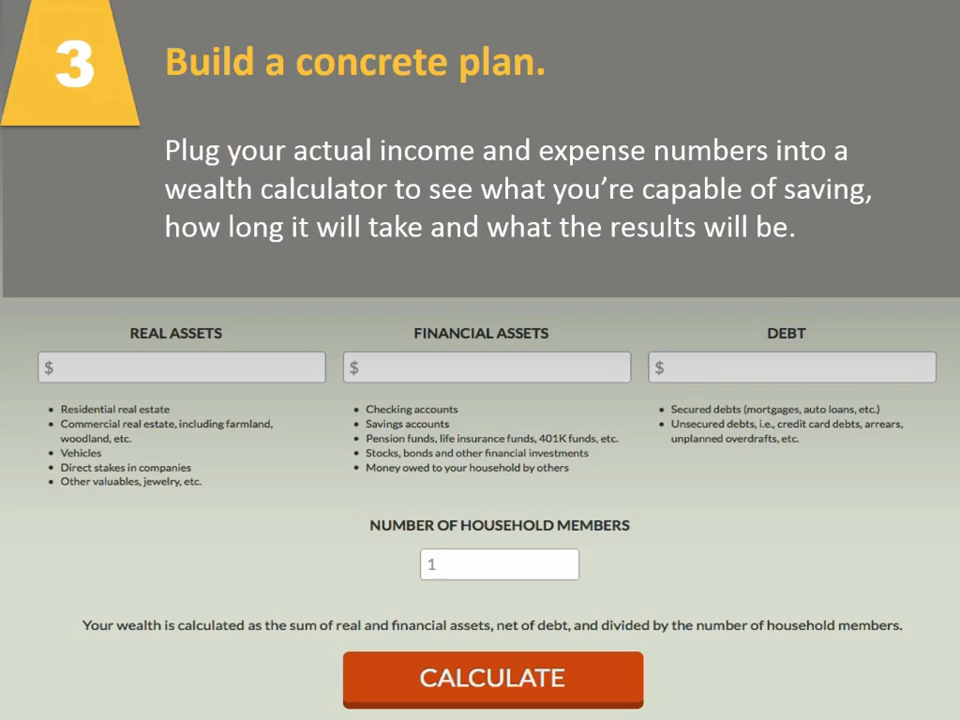 3
Build a concrete plan.
Plug your actual income and expense numbers into a
wealth calculator to see what you're capable of saving,
how long it will take and what the results will be.
REAL ASSETS
$
• Residential real estate
• Commercial real estate, including farmland,
woodland, etc.
• Vehicles
• Direct stakes in companies
• Other valuables, jewelry, etc.
FINANCIAL ASSETS
$
• Checking accounts
• Savings accounts
• Pension funds, life insurance funds, 401K funds, etc.
• Stocks, bonds and other financial investments
• Money owed to your household by others
DEBT
$
• Secured debts (mortgages, auto loans, etc.)
• Unsecured debts, i.e., credit card debts, arrears,
unplanned overdrafts, etc.
NUMBER OF HOUSEHOLD MEMBERS
1
Your wealth is calculated as the sum of real and financial assets, net of debt, and divided by the number of household members.
CALCULATE